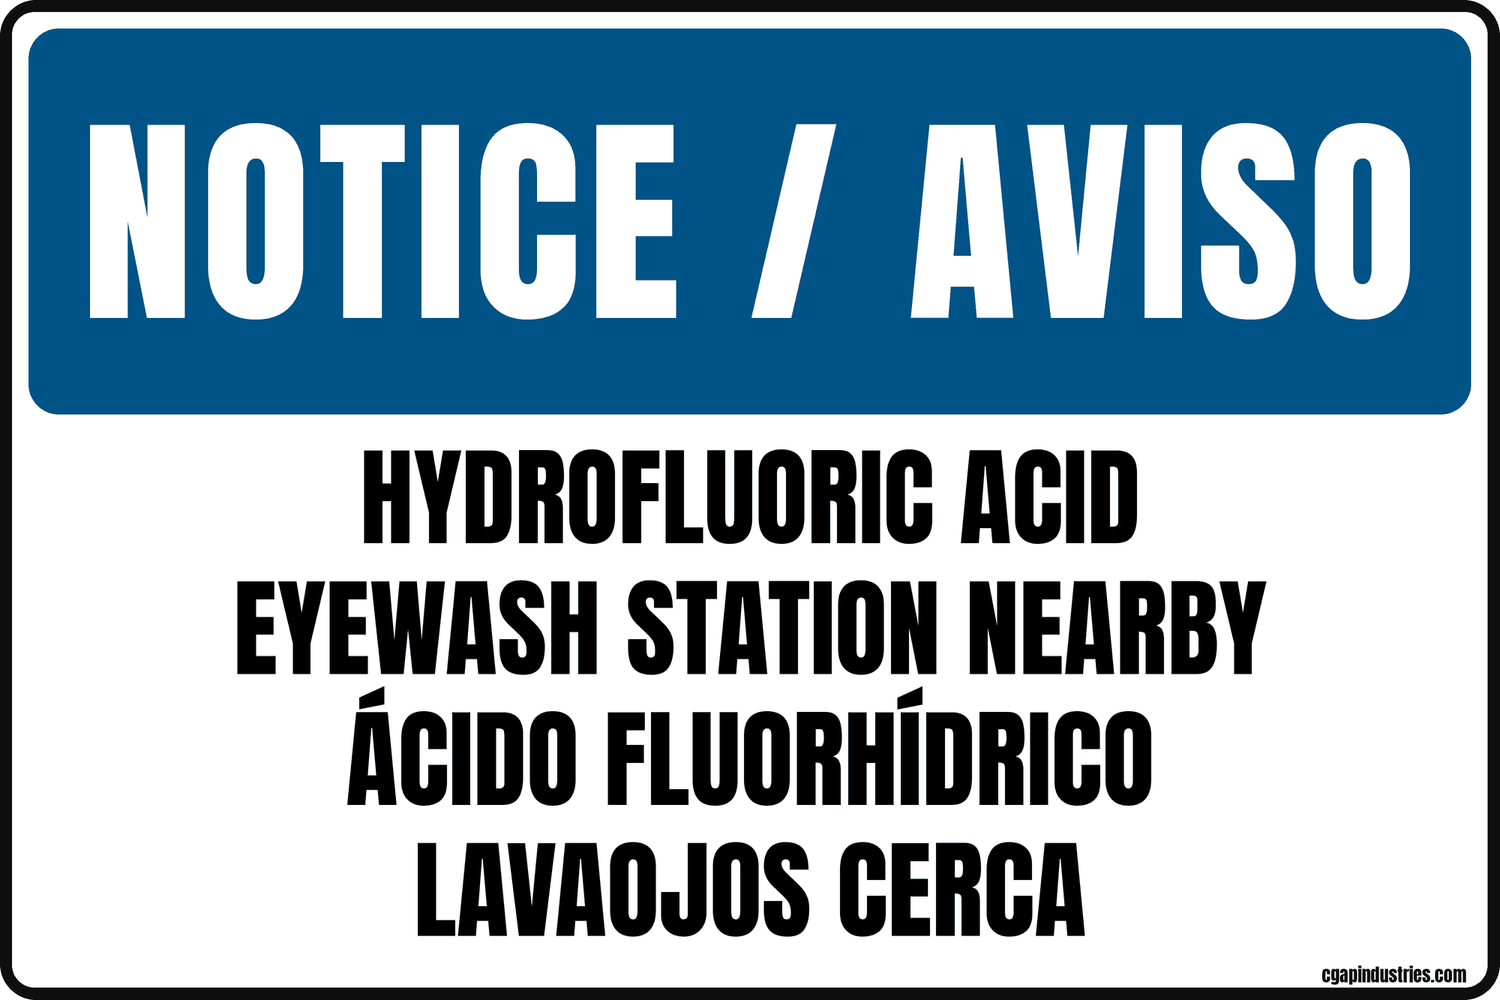 NOTICE / AVISO
HYDROFLUORIC ACID
EYEWASH STATION NEARBY
ÁCIDO FLUORHÍDRICO
LAVAOJOS CERCA
cgapindustries.com